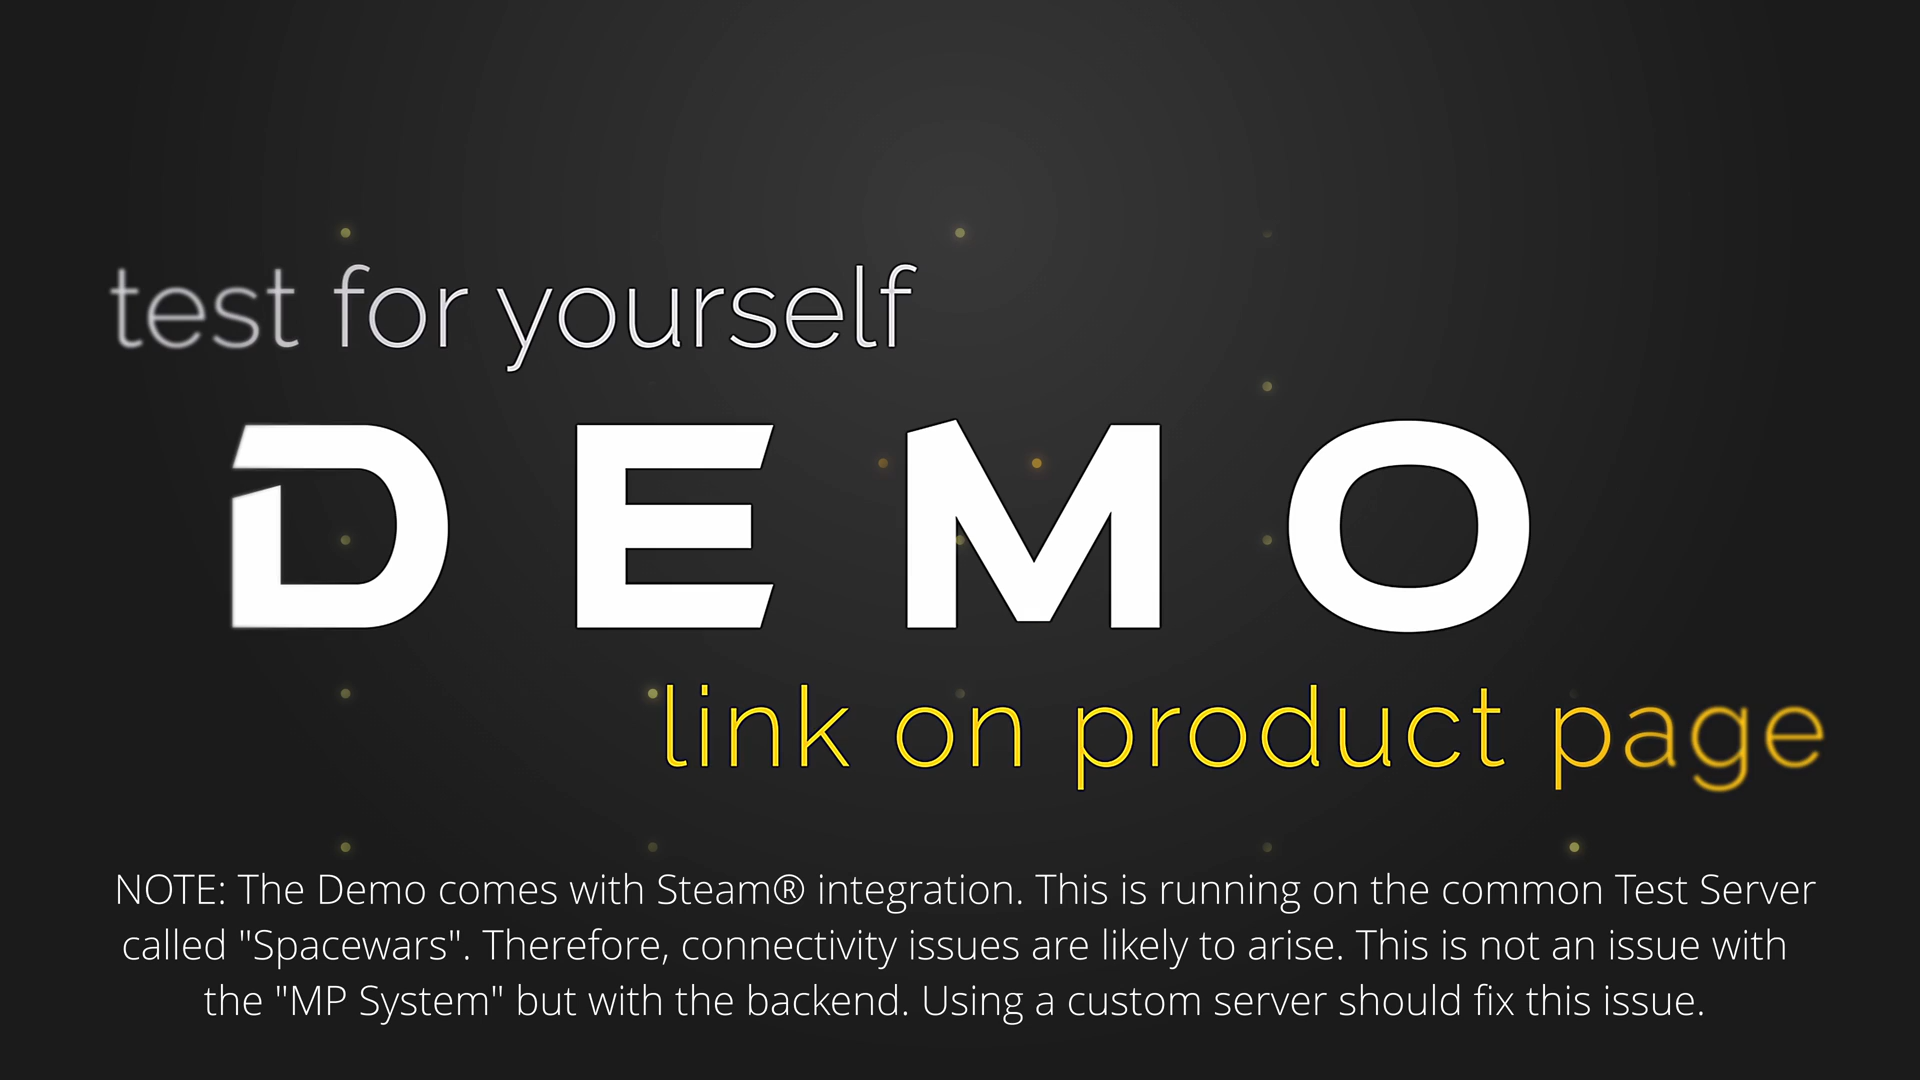 test for yourself
DEMO
link on product page
NOTE: The Demo comes with Steam® integration. This is running on the common Test Server
called "Spacewars". Therefore, connectivity issues are likely to arise. This is not an issue with
the "MP System" but with the backend. Using a custom server should fix this issue.